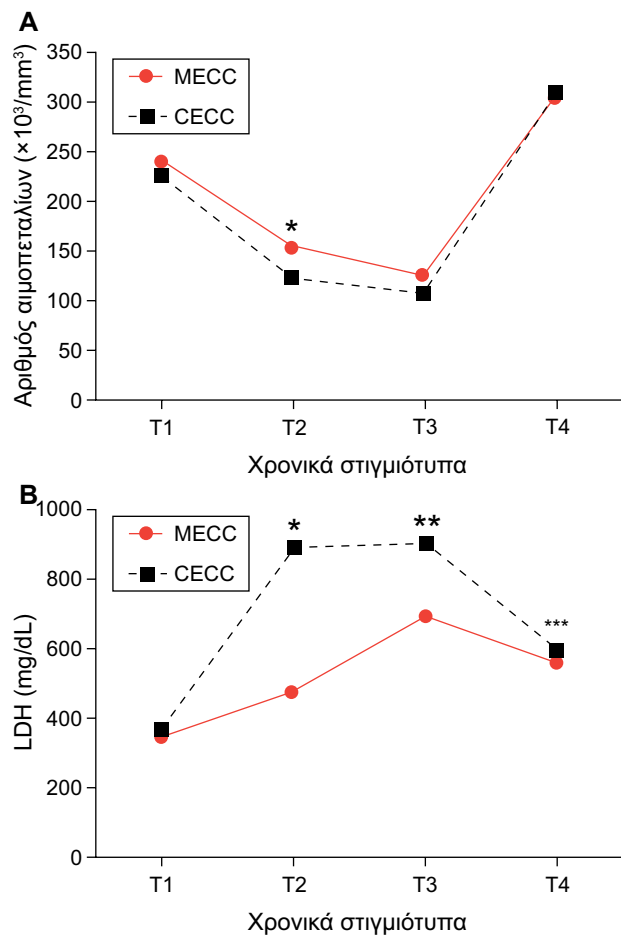 A
Αριθμός αιμοπεταλίων (×10³/mm³)
350
300
250
200
150
100
50
0
MECC
CECC
*
T1 T2 T3 T4
Χρονικά στιγμιότυπα
B
LDH (mg/dL)
1000
800
600
400
200
0
MECC
CECC
* ** ***
T1 T2 T3 T4
Χρονικά στιγμιότυπα